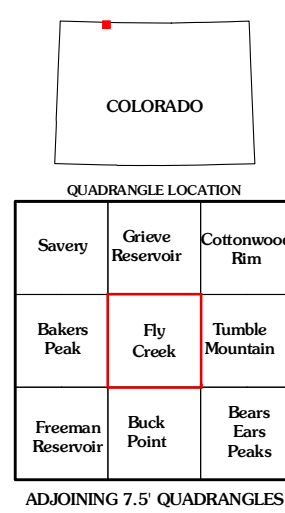 COLORADO
QUADRANGLE LOCATION
Savery
Grieve
Reservoir
Cottonwood
Rim
Bakers
Peak
Fly
Creek
Tumble
Mountain
Freeman
Reservoir
Buck
Point
Bears
Ears
Peaks
ADJOINING 7.5' QUADRANGLES